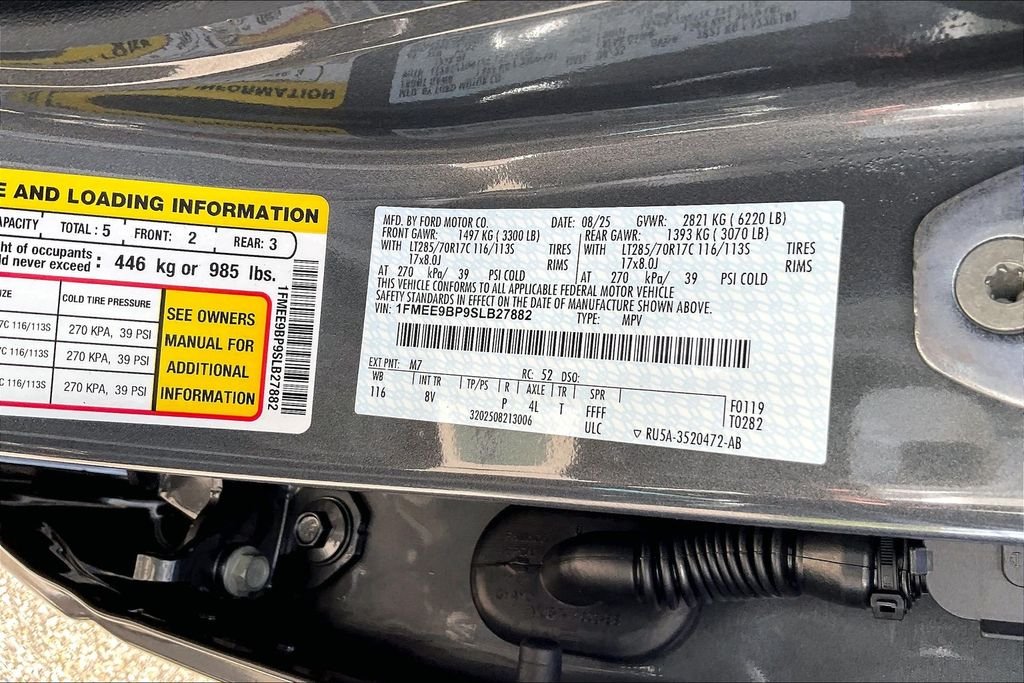 E AND LOADING INFORMATION
APACITY TOTAL : 5 FRONT: 2 REAR: 3
ht of occupants
ld never exceed : 446 kg or 985 lbs.
IZE COLD TIRE PRESSURE
7C 116/113S 270 KPA, 39 PSI
7C 116/113S 270 KPA, 39 PSI
7C 116/113S 270 KPA, 39 PSI
SEE OWNERS
MANUAL FOR
ADDITIONAL
INFORMATION
1FMEE9BP9SLB27882
MFD. BY FORD MOTOR CO. DATE: 08/25 GVWR: 2821 KG ( 6220 LB)
FRONT GAWR: 1497 KG ( 3300 LB) REAR GAWR: 1393 KG ( 3070 LB)
WITH LT285/70R17C 116/113S TIRES WITH LT285/70R17C 116/113S TIRES
17x8.0J RIMS 17x8.0J RIMS
AT 270 kPa/ 39 PSI COLD AT 270 kPa/ 39 PSI COLD
THIS VEHICLE CONFORMS TO ALL APPLICABLE FEDERAL MOTOR VEHICLE
SAFETY STANDARDS IN EFFECT ON THE DATE OF MANUFACTURE SHOWN ABOVE.
VIN: 1FMEE9BP9SLB27882 TYPE: MPV
EXT PNT: M7 RC: 52 DSO:
WB INT TR TP/PS R AXLE TR SPR
116 8V P 4L T FFFF
ULC
3202508213006
F0119
T0282
▽ RU5A-3520472-AB